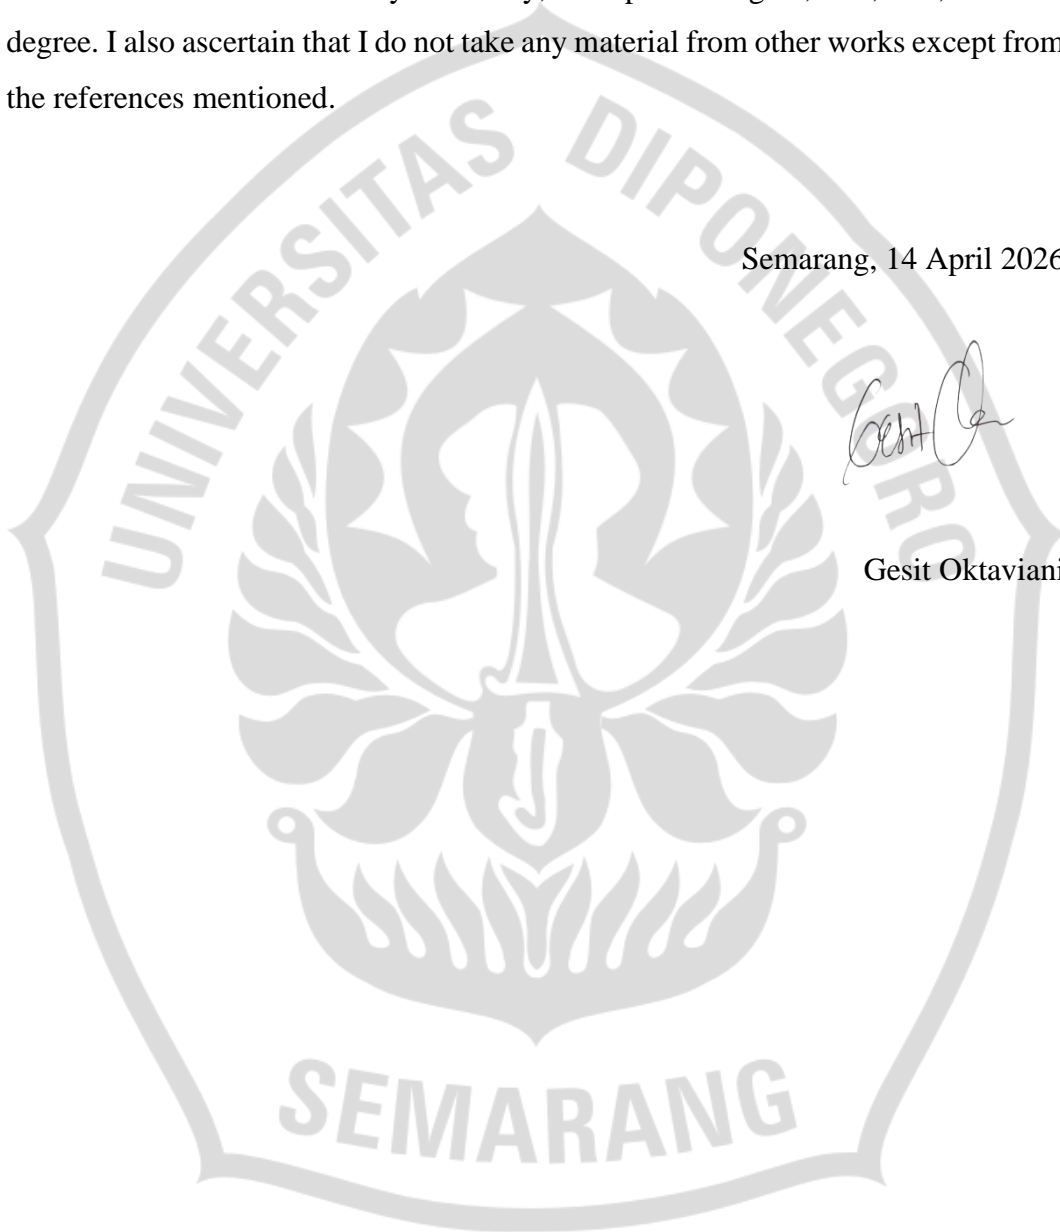 degree. I also ascertain that I do not take any material from other works except from
the references mentioned.
UNIVERSITAS DIPONEGORO
Semarang, 14 April 2026
Gesit
Gesit Oktaviani
SEMARANG